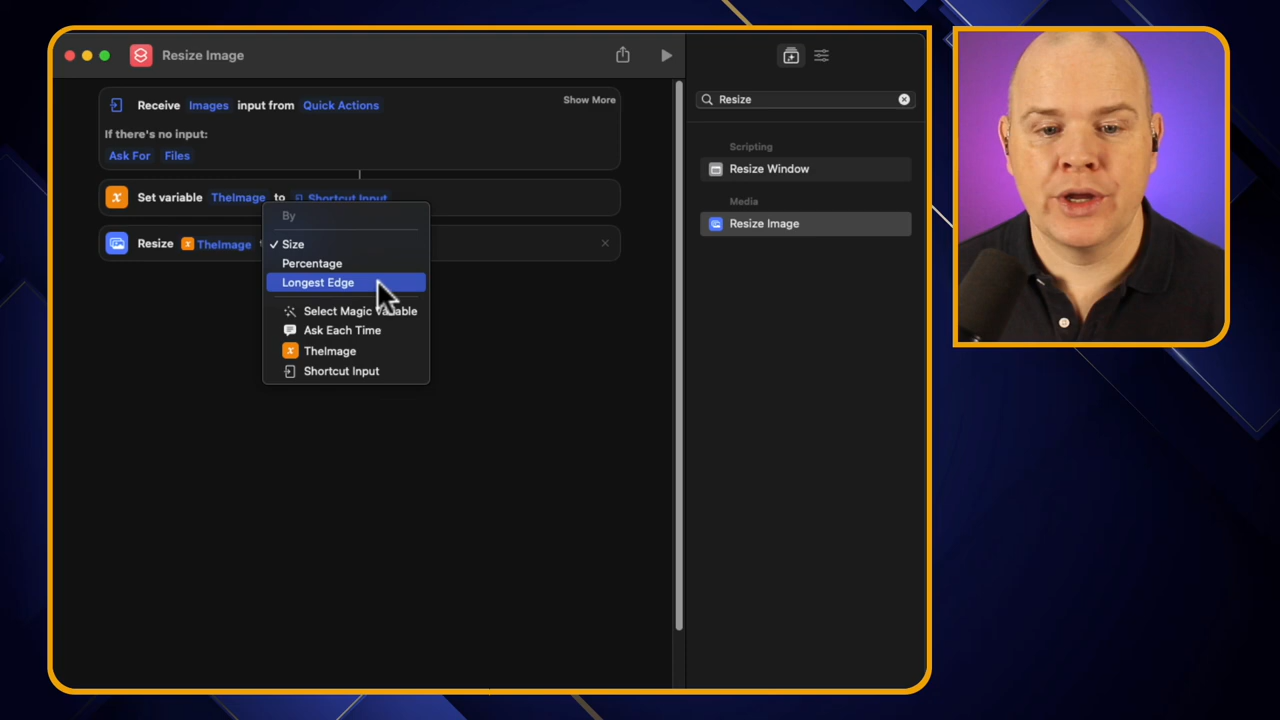 Resize Image
Receive Images input from Quick Actions
Show More
If there's no input:
Ask For Files
Set variable TheImage to Shortcut Input
Resize TheImage
By
Size
Percentage
Longest Edge
Select Magic Variable
Ask Each Time
TheImage
Shortcut Input
Resize
Scripting
Resize Window
Media
Resize Image